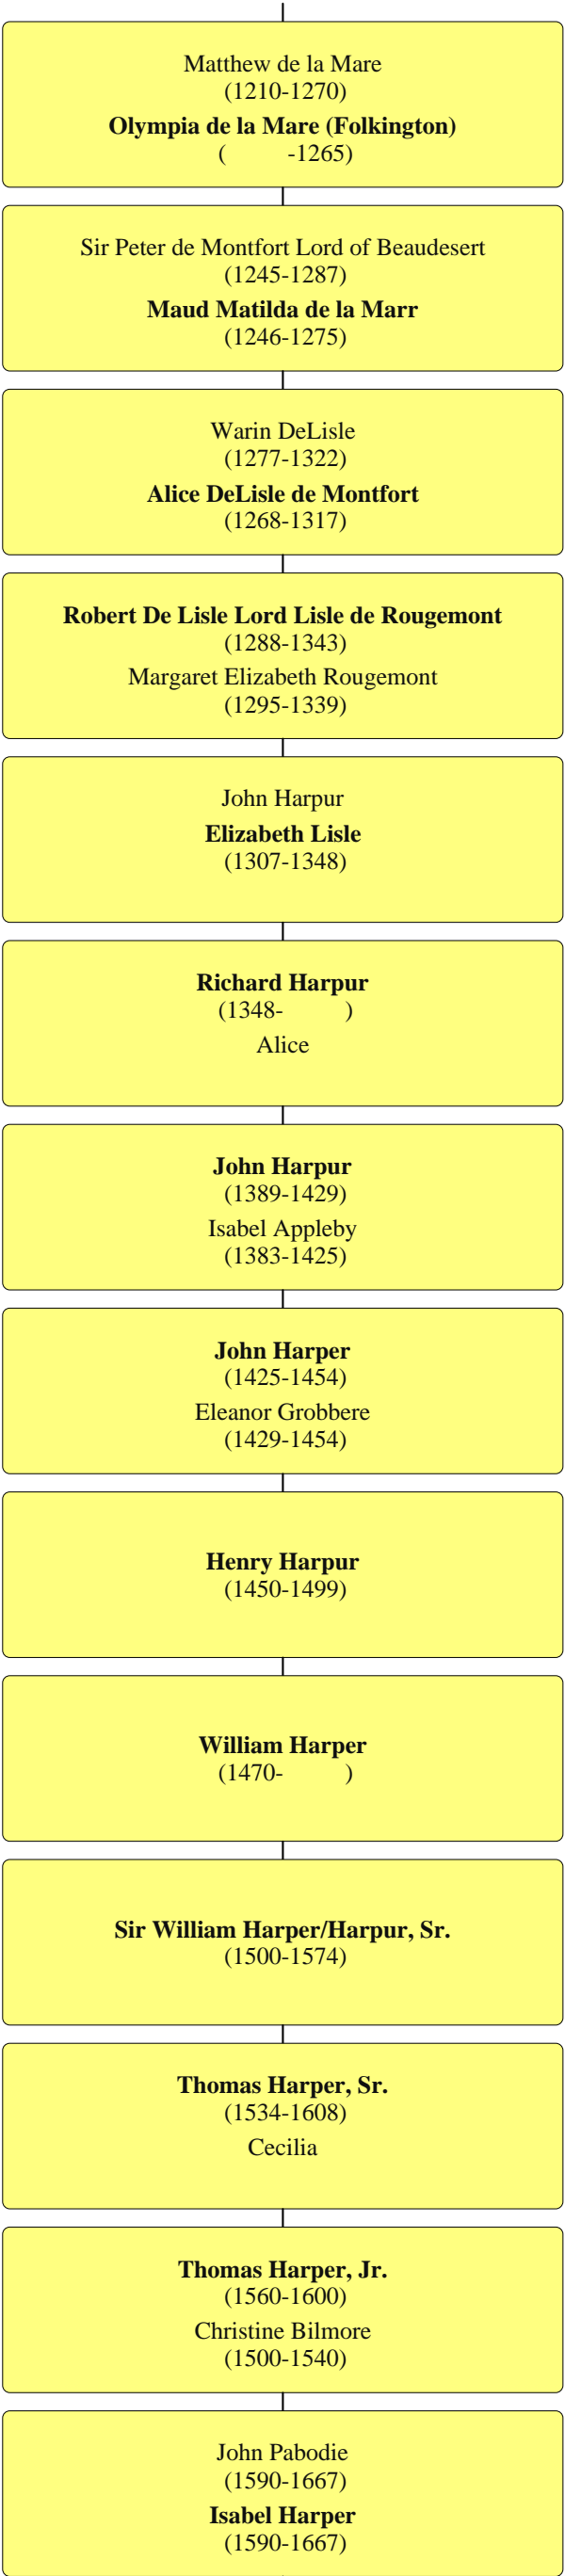 Matthew de la Mare
(1210-1270)
Olympia de la Mare (Folkington)
(          -1265)
Sir Peter de Montfort Lord of Beaudesert
(1245-1287)
Maud Matilda de la Marr
(1246-1275)
Warin DeLisle
(1277-1322)
Alice DeLisle de Montfort
(1268-1317)
Robert De Lisle Lord Lisle de Rougemont
(1288-1343)
Margaret Elizabeth Rougemont
(1295-1339)
John Harpur
Elizabeth Lisle
(1307-1348)
Richard Harpur
(1348-          )
Alice
John Harpur
(1389-1429)
Isabel Appleby
(1383-1425)
John Harper
(1425-1454)
Eleanor Grobbere
(1429-1454)
Henry Harpur
(1450-1499)
William Harper
(1470-          )
Sir William Harper/Harpur, Sr.
(1500-1574)
Thomas Harper, Sr.
(1534-1608)
Cecilia
Thomas Harper, Jr.
(1560-1600)
Christine Bilmore
(1500-1540)
John Pabodie
(1590-1667)
Isabel Harper
(1590-1667)